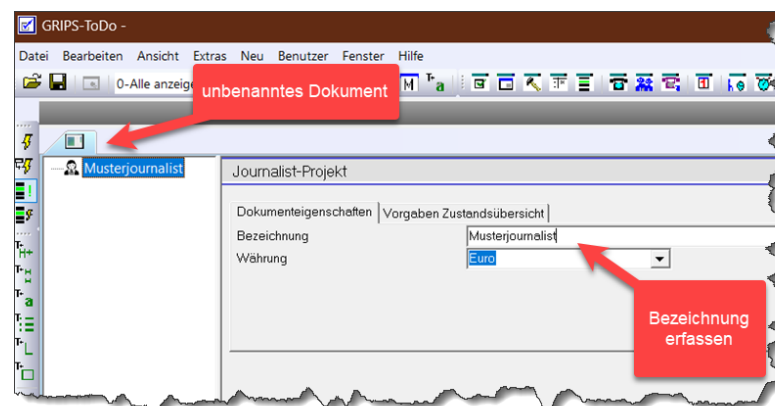 GRIPS-ToDo -
Datei Bearbeiten Ansicht Extras Neu Benutzer Fenster Hilfe
0-Alle anzeig
unbenanntes Dokument
Musterjournalist
Journalist-Projekt
Dokumenteigenschaften Vorgaben Zustandsübersicht
Bezeichnung Musterjournalist
Währung Euro
Bezeichnung
erfassen